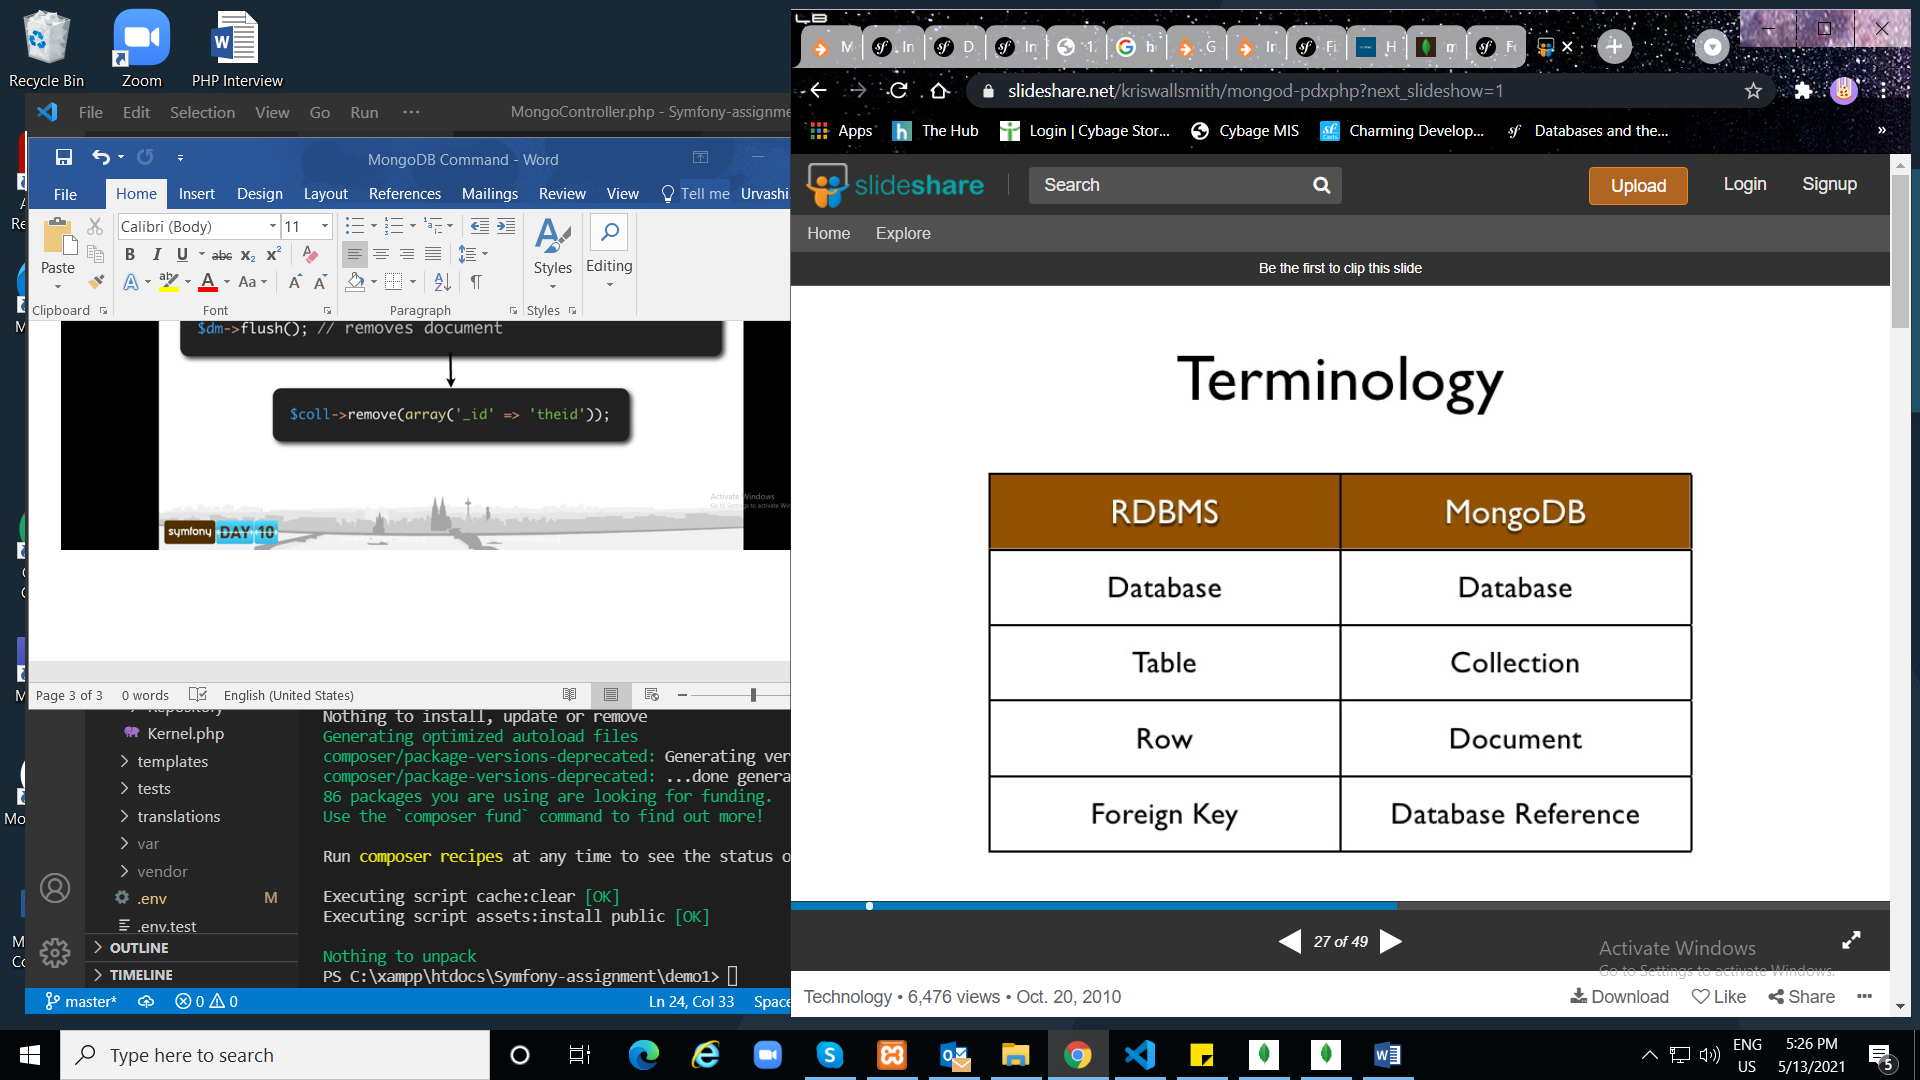 Recycle Bin
Zoom
PHP Interview
File Edit Selection View Go Run ···
MongoController.php - Symfony-assignme
MongoDB Command - Word
File Home Insert Design Layout References Mailings Review View Tell me Urvashi
Calibri (Body) 11
Paste
B I U abc x₂ x²
Aa
Styles
Editing
Clipboard Font Paragraph Styles
$dm->flush(); // removes document
$coll->remove(array('_id' => 'theid'));
Activate Windows
symfony DAY 10
Page 3 of 3 0 words English (United States)
Repository
Kernel.php
templates
tests
translations
var
vendor
.env M
.env.test
OUTLINE
TIMELINE
Nothing to install, update or remove
Generating optimized autoload files
composer/package-versions-deprecated: Generating ver
composer/package-versions-deprecated: ...done genera
86 packages you are using are looking for funding.
Use the `composer fund` command to find out more!
Run composer recipes at any time to see the status o
Executing script cache:clear [OK]
Executing script assets:install public [OK]
Nothing to unpack
PS C:\xampp\htdocs\Symfony-assignment\demo1>
master* 0 0 Ln 24, Col 33 Space
slideshare.net/kriswallsmith/mongod-pdxphp?next_slideshow=1
Apps The Hub Login | Cybage Stor... Cybage MIS Charming Develop... Databases and the... »
slideshare Search Upload Login Signup
Home Explore
Be the first to clip this slide
Terminology
RDBMS MongoDB
Database Database
Table Collection
Row Document
Foreign Key Database Reference
27 of 49
Activate Windows
Go to Settings to activate Windows.
Technology • 6,476 views • Oct. 20, 2010
Download Like Share
Type here to search
ENG
US
5:26 PM
5/13/2021
5